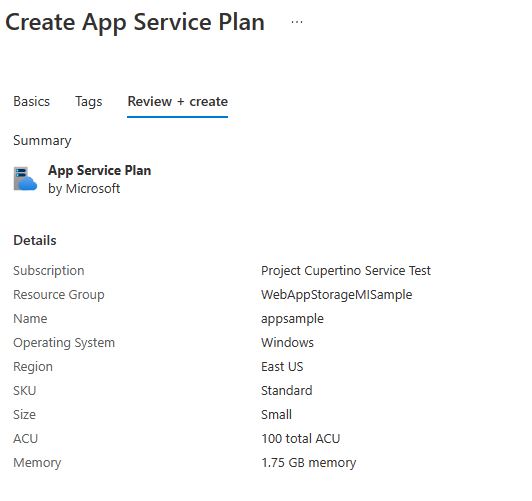 Create App Service Plan ...
Basics Tags Review + create
Summary
App Service Plan
by Microsoft
Details
Subscription Project Cupertino Service Test
Resource Group WebAppStorageMISample
Name appsample
Operating System Windows
Region East US
SKU Standard
Size Small
ACU 100 total ACU
Memory 1.75 GB memory